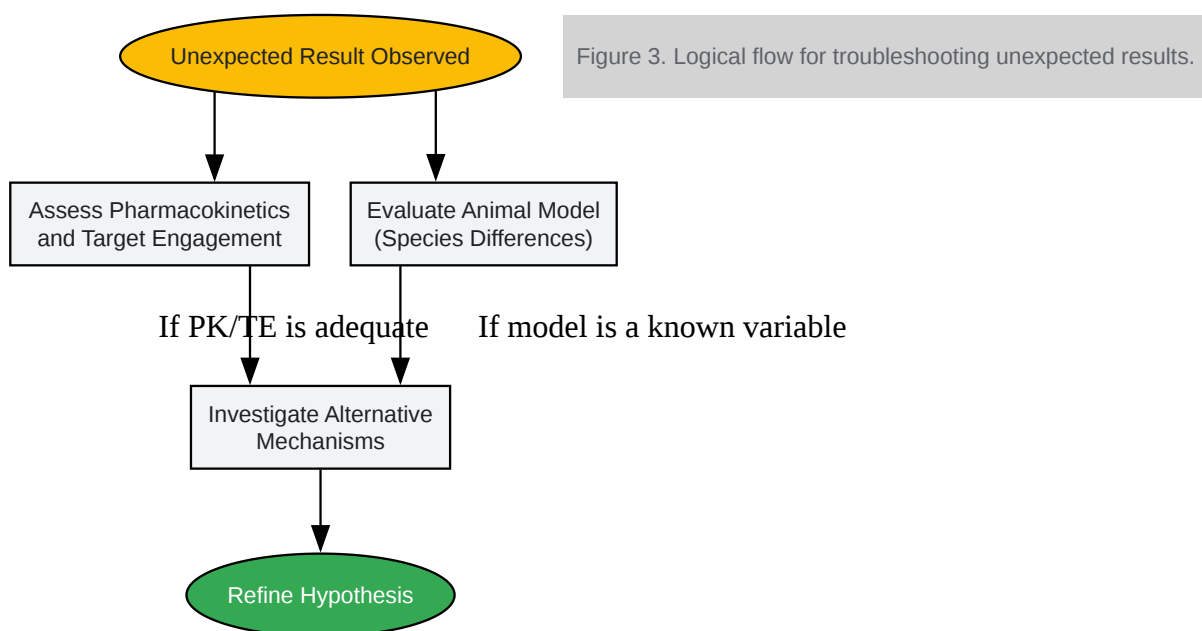 Unexpected Result Observed
Figure 3. Logical flow for troubleshooting unexpected results.
Assess Pharmacokinetics
and Target Engagement
Evaluate Animal Model
(Species Differences)
If PK/TE is adequate
If model is a known variable
Investigate Alternative
Mechanisms
Refine Hypothesis